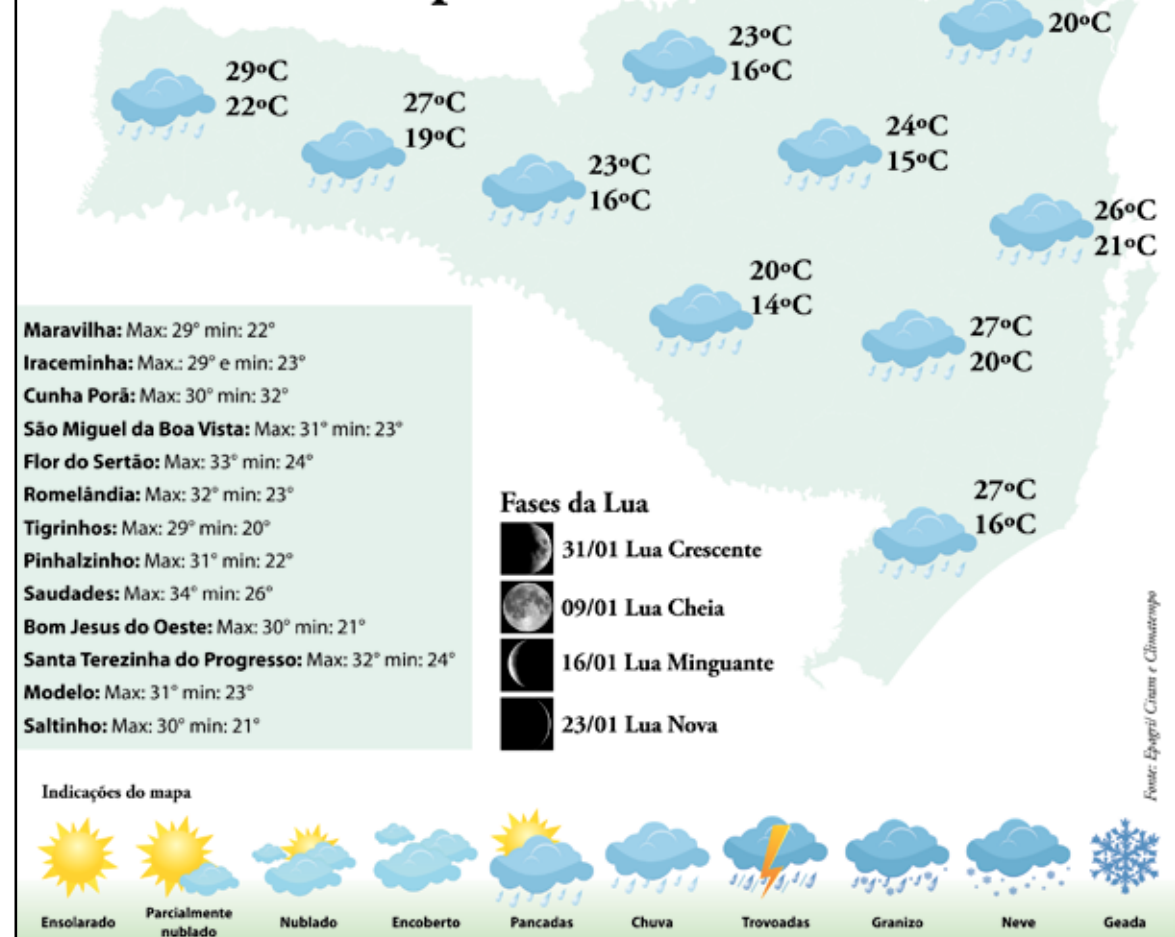 20ºC
23ºC
16ºC
29ºC
22ºC
27ºC
19ºC
24ºC
15ºC
23ºC
16ºC
26ºC
21ºC
20ºC
14ºC
27ºC
20ºC
27ºC
16ºC
Maravilha: Max: 29° min: 22°
Iraceminha: Max.: 29° e min: 23°
Cunha Porã: Max: 30° min: 32°
São Miguel da Boa Vista: Max: 31° min: 23°
Flor do Sertão: Max: 33° min: 24°
Romelândia: Max: 32° min: 23°
Tigrinhos: Max: 29° min: 20°
Pinhalzinho: Max: 31° min: 22°
Saudades: Max: 34° min: 26°
Bom Jesus do Oeste: Max: 30° min: 21°
Santa Terezinha do Progresso: Max: 32° min: 24°
Modelo: Max: 31° min: 23°
Saltinho: Max: 30° min: 21°
Fases da Lua
31/01 Lua Crescente
09/01 Lua Cheia
16/01 Lua Minguante
23/01 Lua Nova
Fonte: Epagri/ Ciram e Climatempo
Indicações do mapa
Ensolarado
Parcialmente
nublado
Nublado
Encoberto
Pancadas
Chuva
Trovoadas
Granizo
Neve
Geada